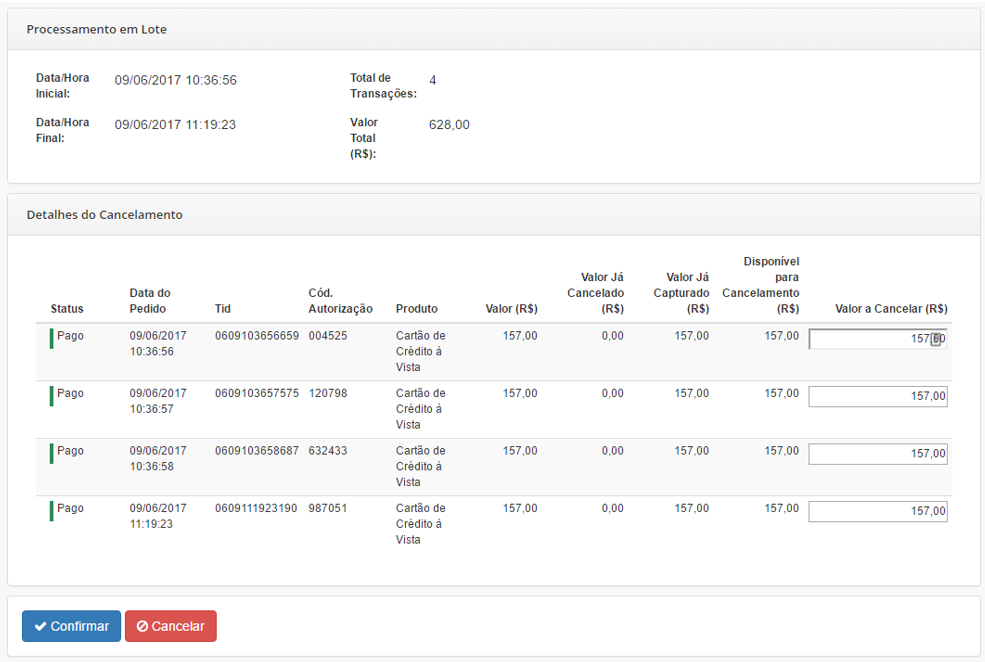 Processamento em Lote
Data/Hora Inicial: 09/06/2017 10:36:56 Total de Transações: 4
Data/Hora Final: 09/06/2017 11:19:23 Valor Total (R$): 628,00
Detalhes do Cancelamento
Status Data do Pedido Tid Cód. Autorização Produto Valor (R$) Valor Já Cancelado (R$) Valor Já Capturado (R$) Disponível para Cancelamento (R$) Valor a Cancelar (R$)
Pago 09/06/2017 10:36:56 0609103656659 004525 Cartão de Crédito à Vista 157,00 0,00 157,00 157,00 157,00
Pago 09/06/2017 10:36:57 0609103657575 120798 Cartão de Crédito à Vista 157,00 0,00 157,00 157,00 157,00
Pago 09/06/2017 10:36:58 0609103658687 632433 Cartão de Crédito à Vista 157,00 0,00 157,00 157,00 157,00
Pago 09/06/2017 11:19:23 0609111923190 987051 Cartão de Crédito à Vista 157,00 0,00 157,00 157,00 157,00
Confirmar Cancelar